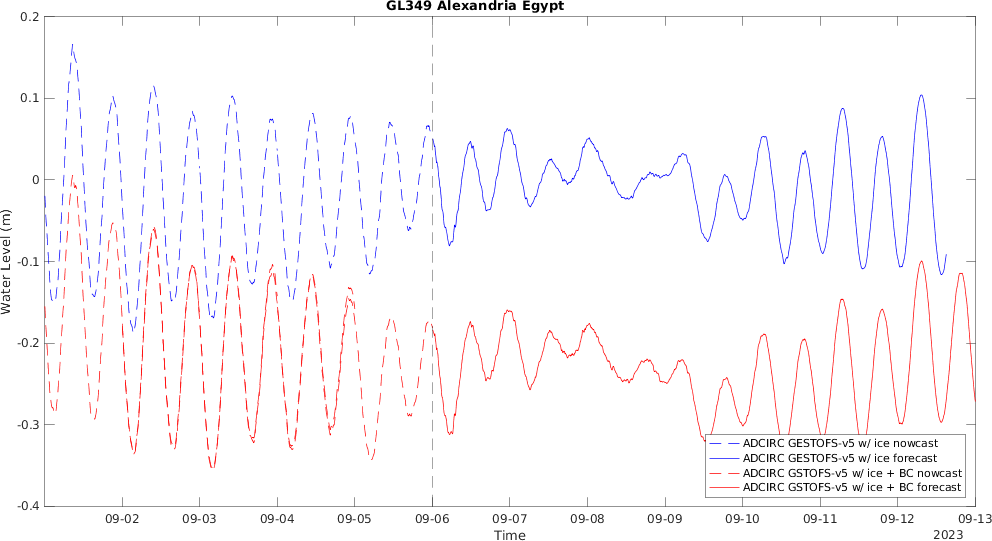 GL349 Alexandria Egypt
0.2
0.1
0
-0.1
-0.2
-0.3
-0.4
Water Level (m)
09-02 09-03 09-04 09-05 09-06 09-07 09-08 09-09 09-10 09-11 09-12 09-13
Time
2023
ADCIRC GESTOFS-v5 w/ ice nowcast
ADCIRC GESTOFS-v5 w/ ice forecast
ADCIRC GSTOFS-v5 w/ ice + BC nowcast
ADCIRC GSTOFS-v5 w/ ice + BC forecast